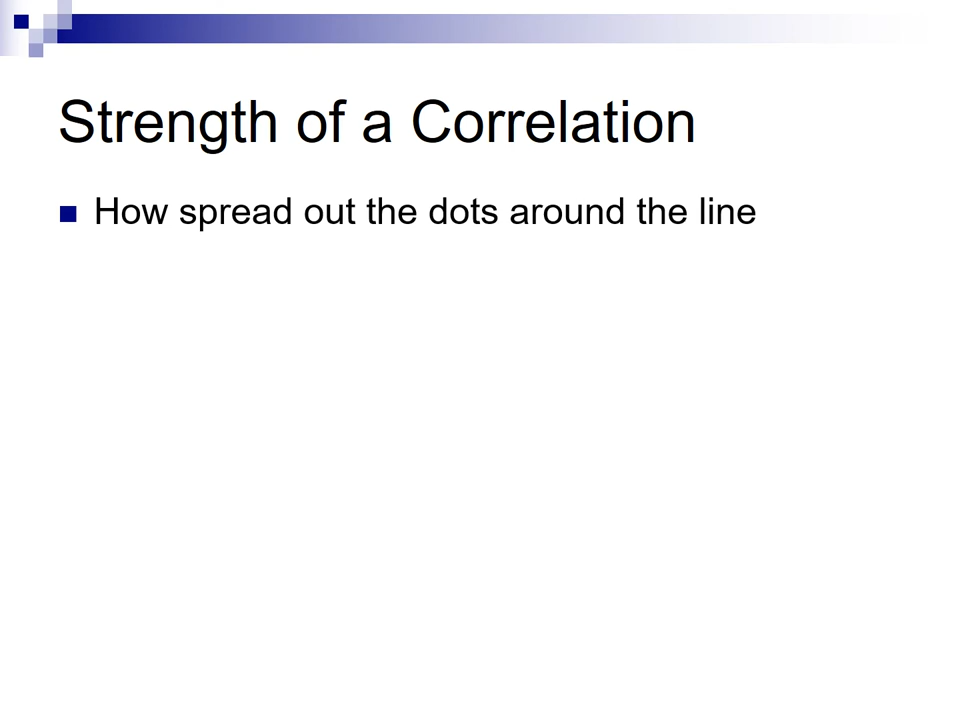 Strength of a Correlation
How spread out the dots around the line